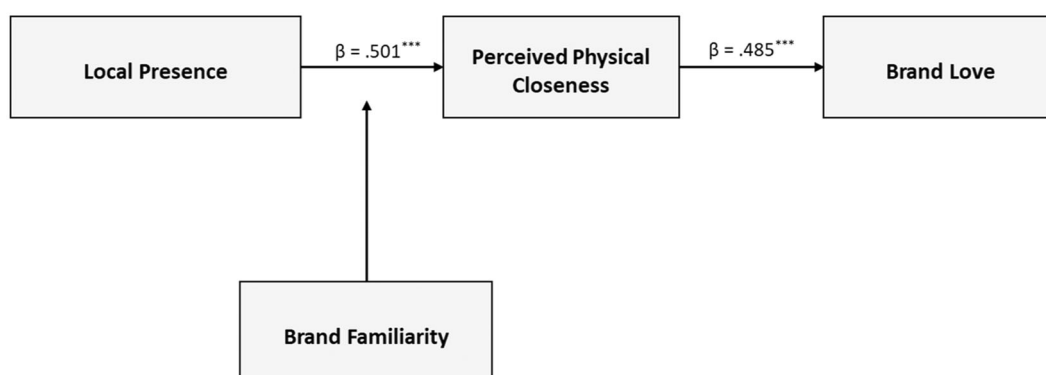 β = .501***
β = .485***
Local Presence
Perceived Physical
Closeness
Brand Love
Brand Familiarity